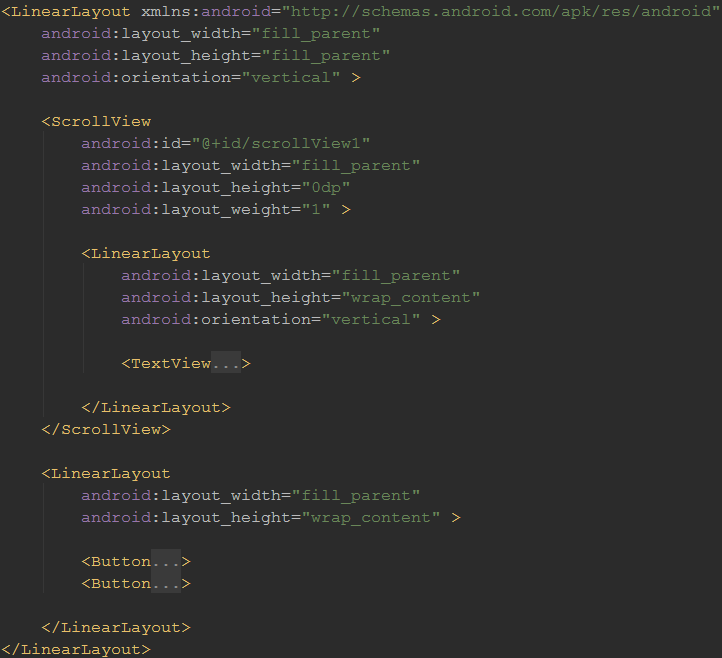 <LinearLayout xmlns:android="http://schemas.android.com/apk/res/android"
    android:layout_width="fill_parent"
    android:layout_height="fill_parent"
    android:orientation="vertical" >

    <ScrollView
        android:id="@+id/scrollView1"
        android:layout_width="fill_parent"
        android:layout_height="0dp"
        android:layout_weight="1" >

        <LinearLayout
            android:layout_width="fill_parent"
            android:layout_height="wrap_content"
            android:orientation="vertical" >

            <TextView...>

        </LinearLayout>
    </ScrollView>

    <LinearLayout
        android:layout_width="fill_parent"
        android:layout_height="wrap_content" >

        <Button...>
        <Button...>

    </LinearLayout>
</LinearLayout>